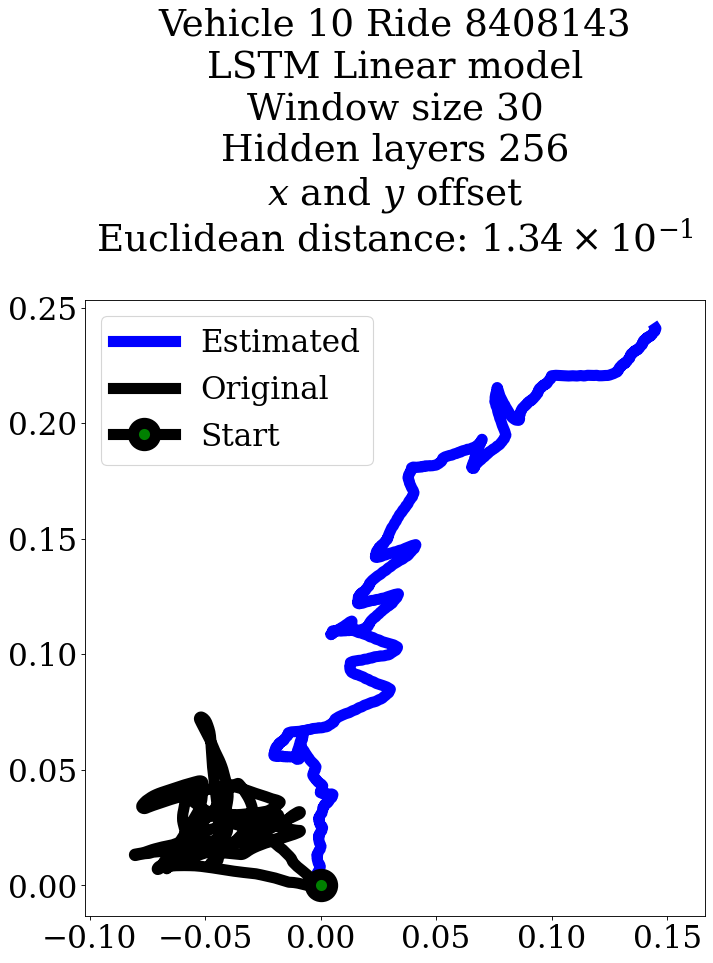 Vehicle 10 Ride 8408143
LSTM Linear model
Window size 30
Hidden layers 256
x and y offset
Euclidean distance: 1.34 × 10⁻¹
0.25
0.20
0.15
0.10
0.05
0.00
Estimated
Original
Start
−0.10 −0.05 0.00 0.05 0.10 0.15